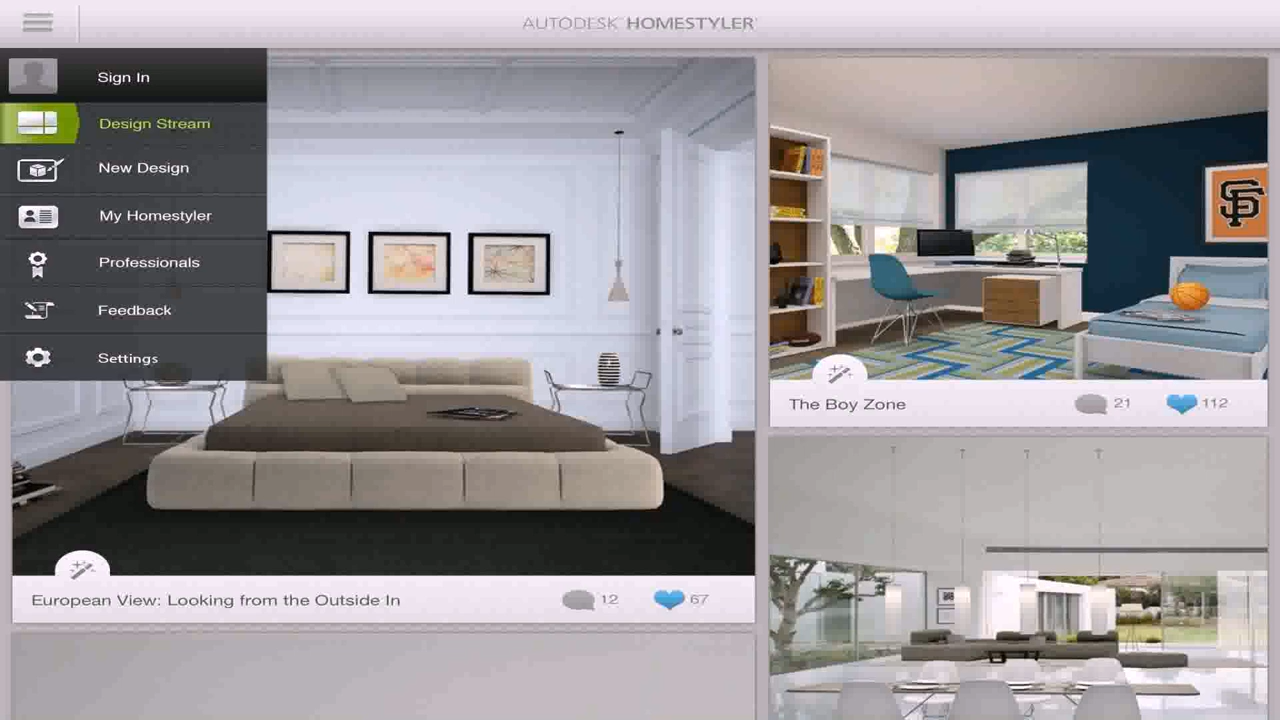 AUTODESK HOMESTYLER
Sign In
Design Stream
New Design
My Homestyler
Professionals
Feedback
Settings
SF
The Boy Zone
21
112
European View: Looking from the Outside In
12
67